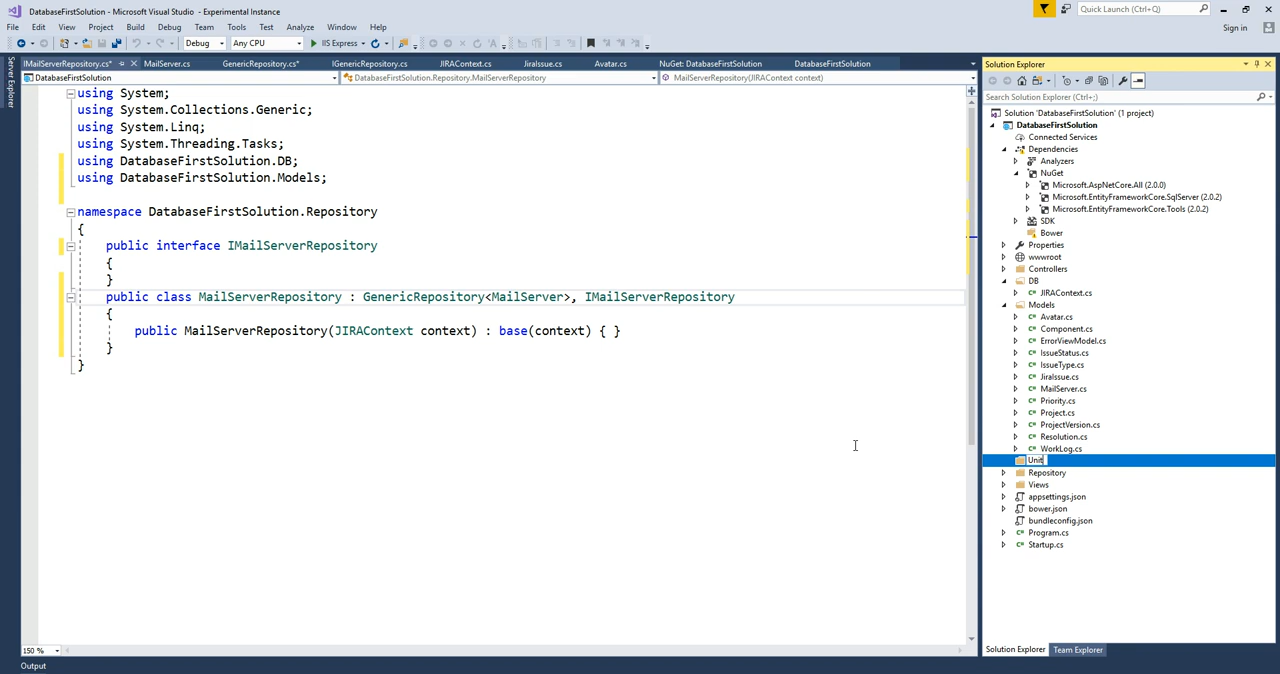 DatabaseFirstSolution - Microsoft Visual Studio - Experimental Instance
Quick Launch (Ctrl+Q)
File Edit View Project Build Debug Team Tools Test Analyze Window Help
Sign in
Debug Any CPU IIS Express
IMailServerRepository.cs* MailServer.cs GenericRepository.cs* IGenericRepository.cs JIRAContext.cs JiraIssue.cs Avatar.cs NuGet: DatabaseFirstSolution DatabaseFirstSolution
DatabaseFirstSolution DatabaseFirstSolution.Repository.MailServerRepository MailServerRepository(JIRAContext context)
Server Explorer
using System;
using System.Collections.Generic;
using System.Linq;
using System.Threading.Tasks;
using DatabaseFirstSolution.DB;
using DatabaseFirstSolution.Models;
namespace DatabaseFirstSolution.Repository
{
public interface IMailServerRepository
{
}
public class MailServerRepository : GenericRepository<MailServer>, IMailServerRepository
{
public MailServerRepository(JIRAContext context) : base(context) { }
}
}
150 %
Output
Solution Explorer
Search Solution Explorer (Ctrl+;)
Solution 'DatabaseFirstSolution' (1 project)
DatabaseFirstSolution
Connected Services
Dependencies
Analyzers
NuGet
Microsoft.AspNetCore.All (2.0.0)
Microsoft.EntityFrameworkCore.SqlServer (2.0.2)
Microsoft.EntityFrameworkCore.Tools (2.0.2)
SDK
Bower
Properties
wwwroot
Controllers
DB
JIRAContext.cs
Models
Avatar.cs
Component.cs
ErrorViewModel.cs
IssueStatus.cs
IssueType.cs
JiraIssue.cs
MailServer.cs
Priority.cs
Project.cs
ProjectVersion.cs
Resolution.cs
WorkLog.cs
Unit
Repository
Views
appsettings.json
bower.json
bundleconfig.json
Program.cs
Startup.cs
Solution Explorer Team Explorer